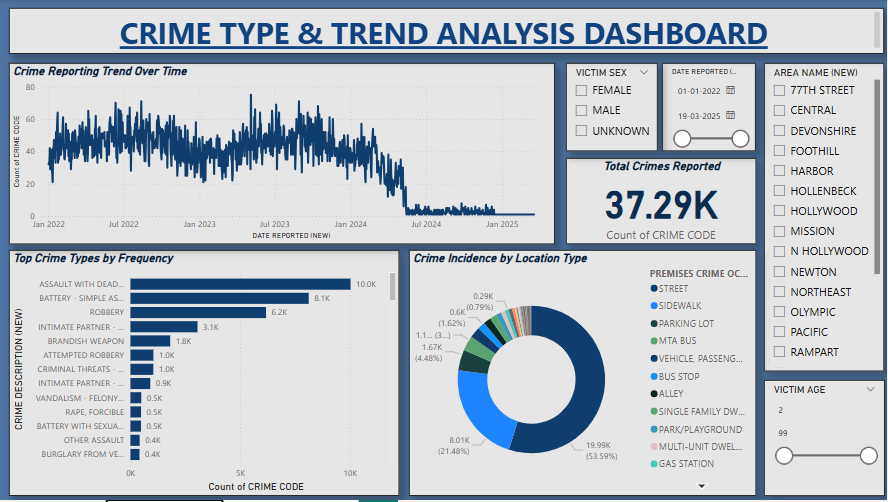 CRIME TYPE & TREND ANALYSIS DASHBOARD
Crime Reporting Trend Over Time
Count of CRIME CODE
80
60
40
20
0
Jan 2022
Jul 2022
Jan 2023
Jul 2023
Jan 2024
Jul 2024
Jan 2025
DATE REPORTED (NEW)
VICTIM SEX
FEMALE
MALE
UNKNOWN
DATE REPORTED (...
01-01-2022
19-03-2025
Total Crimes Reported
37.29K
Count of CRIME CODE
AREA NAME (NEW)
77TH STREET
CENTRAL
DEVONSHIRE
FOOTHILL
HARBOR
HOLLENBECK
HOLLYWOOD
MISSION
N HOLLYWOOD
NEWTON
NORTHEAST
OLYMPIC
PACIFIC
RAMPART
Top Crime Types by Frequency
CRIME DESCRIPTION (NEW)
ASSAULT WITH DEAD... 10.0K
BATTERY - SIMPLE AS... 8.1K
ROBBERY 6.2K
INTIMATE PARTNER - ... 3.1K
BRANDISH WEAPON 1.8K
ATTEMPTED ROBBERY 1.0K
CRIMINAL THREATS - ... 1.0K
INTIMATE PARTNER - ... 0.9K
VANDALISM - FELONY... 0.5K
RAPE, FORCIBLE 0.5K
BATTERY WITH SEXUA... 0.5K
OTHER ASSAULT 0.4K
BURGLARY FROM VE... 0.4K
0K
5K
10K
Count of CRIME CODE
Crime Incidence by Location Type
0.29K
(0.79%)
0.6K
(1.62%)
1.1... (3...)
1.67K
(4.48%)
8.01K
(21.48%)
19.99K
(53.59%)
PREMISES CRIME OC...
STREET
SIDEWALK
PARKING LOT
MTA BUS
VEHICLE, PASSENG...
BUS STOP
ALLEY
SINGLE FAMILY DW...
PARK/PLAYGROUND
MULTI-UNIT DWEL...
GAS STATION
VICTIM AGE
2
99